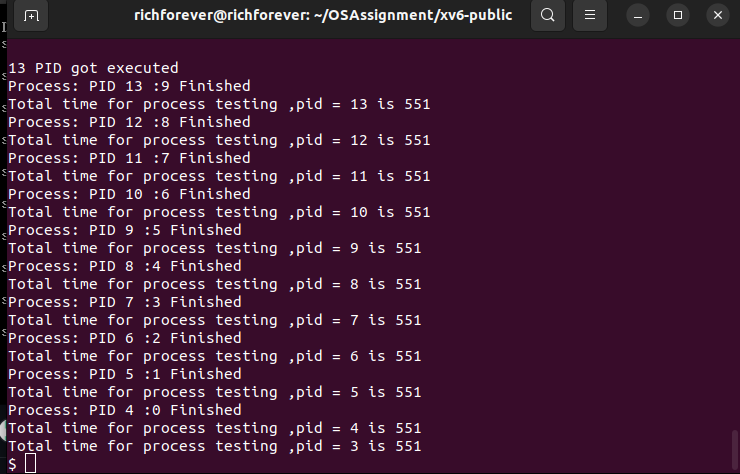 richforever@richforever: ~/OSAssignment/xv6-public
13 PID got executed
Process: PID 13 :9 Finished
Total time for process testing ,pid = 13 is 551
Process: PID 12 :8 Finished
Total time for process testing ,pid = 12 is 551
Process: PID 11 :7 Finished
Total time for process testing ,pid = 11 is 551
Process: PID 10 :6 Finished
Total time for process testing ,pid = 10 is 551
Process: PID 9 :5 Finished
Total time for process testing ,pid = 9 is 551
Process: PID 8 :4 Finished
Total time for process testing ,pid = 8 is 551
Process: PID 7 :3 Finished
Total time for process testing ,pid = 7 is 551
Process: PID 6 :2 Finished
Total time for process testing ,pid = 6 is 551
Process: PID 5 :1 Finished
Total time for process testing ,pid = 5 is 551
Process: PID 4 :0 Finished
Total time for process testing ,pid = 4 is 551
Total time for process testing ,pid = 3 is 551
$